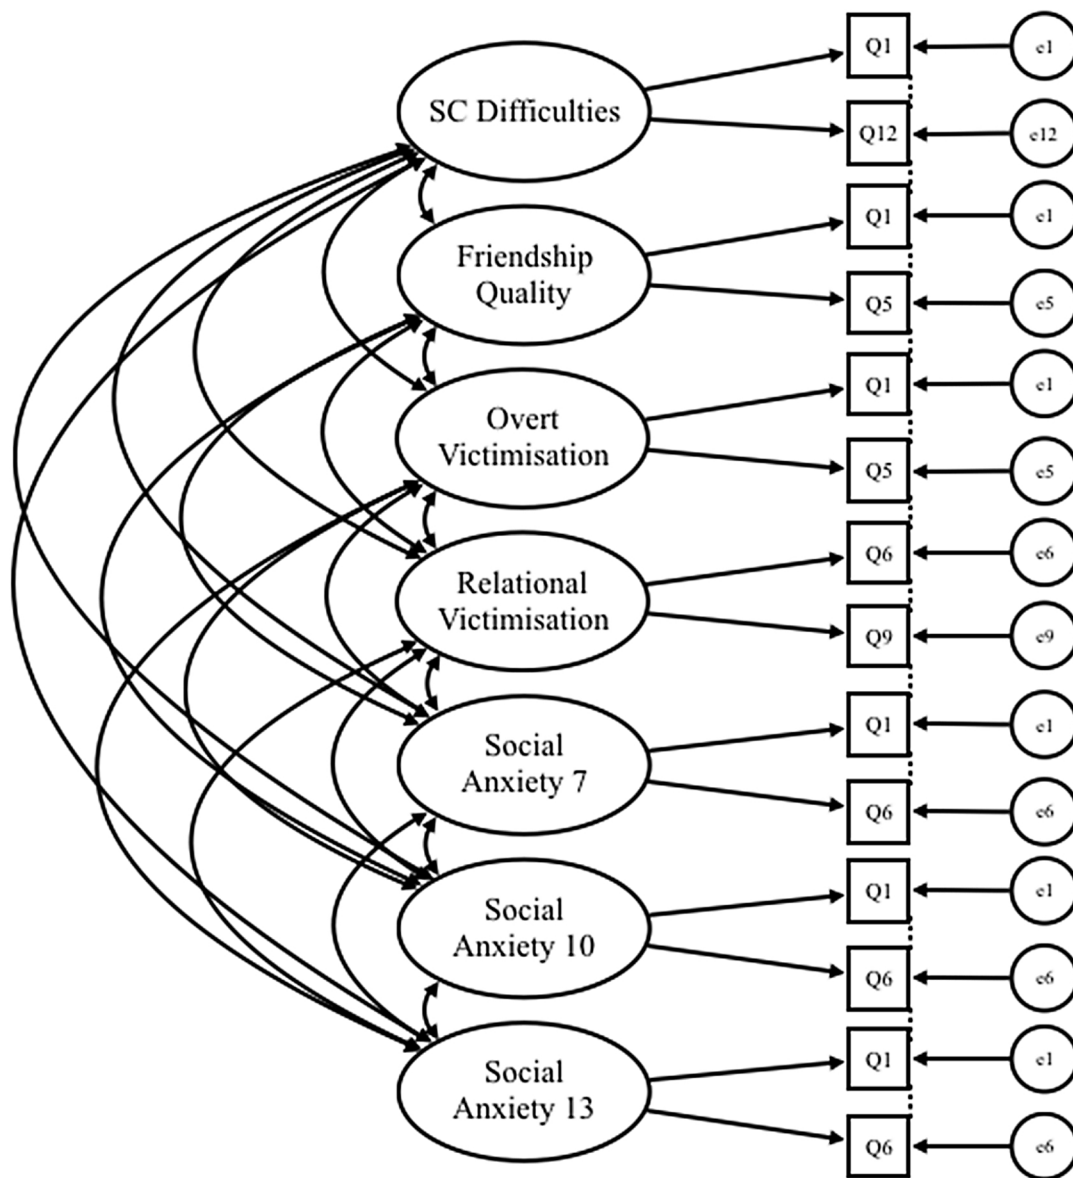 Q1 e1
SC Difficulties
Q12 e12
Q1 e1
Friendship
Quality
Q5 e5
Q1 e1
Overt
Victimisation
Q5 e5
Q6 e6
Relational
Victimisation
Q9 e9
Q1 e1
Social
Anxiety 7
Q6 e6
Q1 e1
Social
Anxiety 10
Q6 e6
Q1 e1
Social
Anxiety 13
Q6 e6